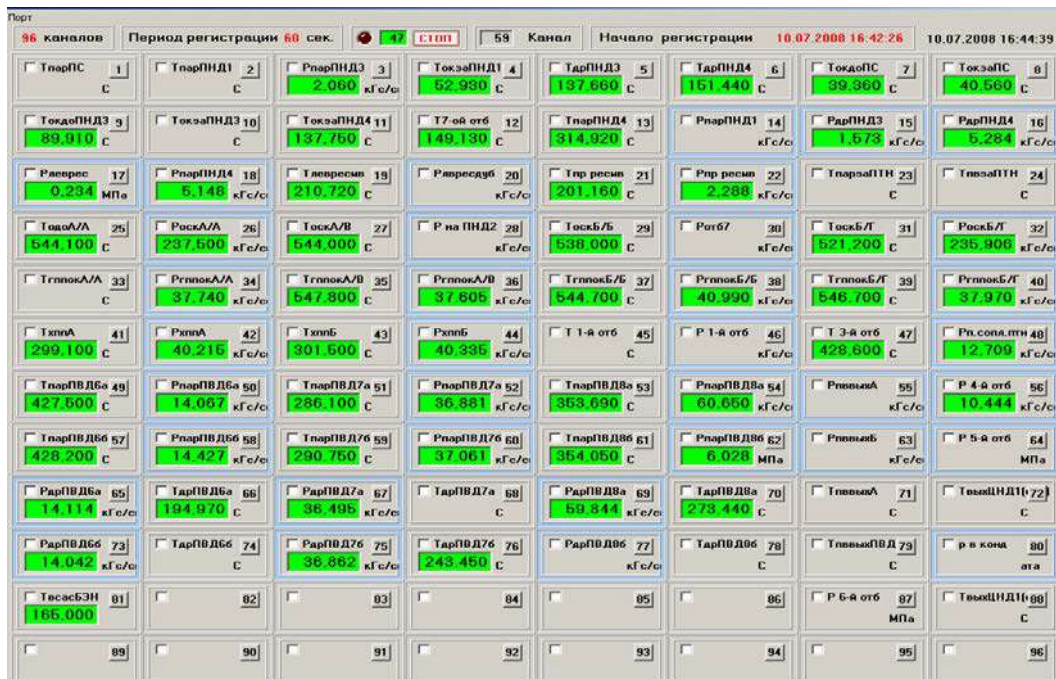 Порт
96 каналов Период регистрации 60 сек. 47 СТОП 59 Канал Начало регистрации 10.07.2008 16:42:26 10.07.2008 16:44:39
ТпарПС 1 ТпарПНД1 2 РпарПНД3 3 ТокзаПНД1 4 ТдрПНД3 5 ТдрПНД4 6 ТокдоПС 7 ТокзаПС 8
С С 2,060 кГс/с 52,930 С 137,660 С 151,440 С 39,360 С 40,560 С
ТокдоПНД3 9 ТокзаПНД3 10 ТокзаПНД4 11 Т7-ой отб 12 ТпарПНД4 13 РпарПНД1 14 РдрПНД3 15 РдрПНД4 16
89,910 С С 137,750 С 149,130 С 314,920 С кГс/с 1,573 кГс/с 5,284 кГс/с
17 РпарПНД4 18 19 20 Тпр ресив 21 Рпр ресив 22 ТпарзаПТН 23 24
0,234 МПа 5,148 кГс/с 210,720 С кГс/с 201,160 С 2,288 кГс/с С С
ТодоА/А 25 РоскА/А 26 ТоскА/В 27 Р на ПНД2 28 ТоскБ/Б 29 Ротб7 30 ТоскБ/Г 31 РоскБ/Г 32
544,100 С 237,500 кГс/с 544,000 С кГс/с 538,000 С кГс/с 521,200 С 235,906 кГс/с
ТгппокА/А 33 РгппокА/А 34 ТгппокА/В 35 РгппокА/В 36 ТгппокБ/Б 37 РгппокБ/Б 38 ТгппокБ/Г 39 РгппокБ/Г 40
С 37,740 кГс/с 547,800 С 37,605 кГс/с 544,700 С 40,990 кГс/с 546,700 С 37,970 кГс/с
ТхппА 41 РхппА 42 ТхппБ 43 РхппБ 44 Т 1-й отб 45 Р 1-й отб 46 Т 3-й отб 47 Рп.сопл.птн 48
299,100 С 40,215 кГс/с 301,500 С 40,335 кГс/с С кГс/с 428,600 С 12,709 кГс/с
ТпарПВД6а 49 РпарПВД6а 50 ТпарПВД7а 51 РпарПВД7а 52 ТпарПВД8а 53 РпарПВД8а 54 РпввыхА 55 Р 4-й отб 56
427,500 С 14,067 кГс/с 286,100 С 36,881 кГс/с 353,690 С 60,650 кГс/с кГс/с 10,444 кГс/с
ТпарПВД6б 57 РпарПВД6б 58 ТпарПВД7б 59 РпарПВД7б 60 ТпарПВД8б 61 РпарПВД8б 62 РпввыхБ 63 Р 5-й отб 64
428,200 С 14,427 кГс/с 290,750 С 37,061 кГс/с 354,050 С 6,028 МПа кГс/с МПа
РдрПВД6а 65 ТдрПВД6а 66 РдрПВД7а 67 ТдрПВД7а 68 РдрПВД8а 69 ТдрПВД8а 70 ТпввыхА 71 ТвыхЦНД1( 72
14,114 кГс/с 194,970 С 36,495 кГс/с С 59,844 кГс/с 273,440 С С С
РдрПВД6б 73 ТдрПВД6б 74 РдрПВД7б 75 ТдрПВД7б 76 РдрПВД8б 77 ТдрПВД8б 78 ТпввыхПВД 79 р в конд 80
14,042 кГс/с С 36,862 кГс/с 243,450 С кГс/с С С ата
ТвсасБЭН 81 82 83 84 85 86 Р 6-й отб 87 ТвыхЦНД1( 88
165,000 МПа С
89 90 91 92 93 94 95 96